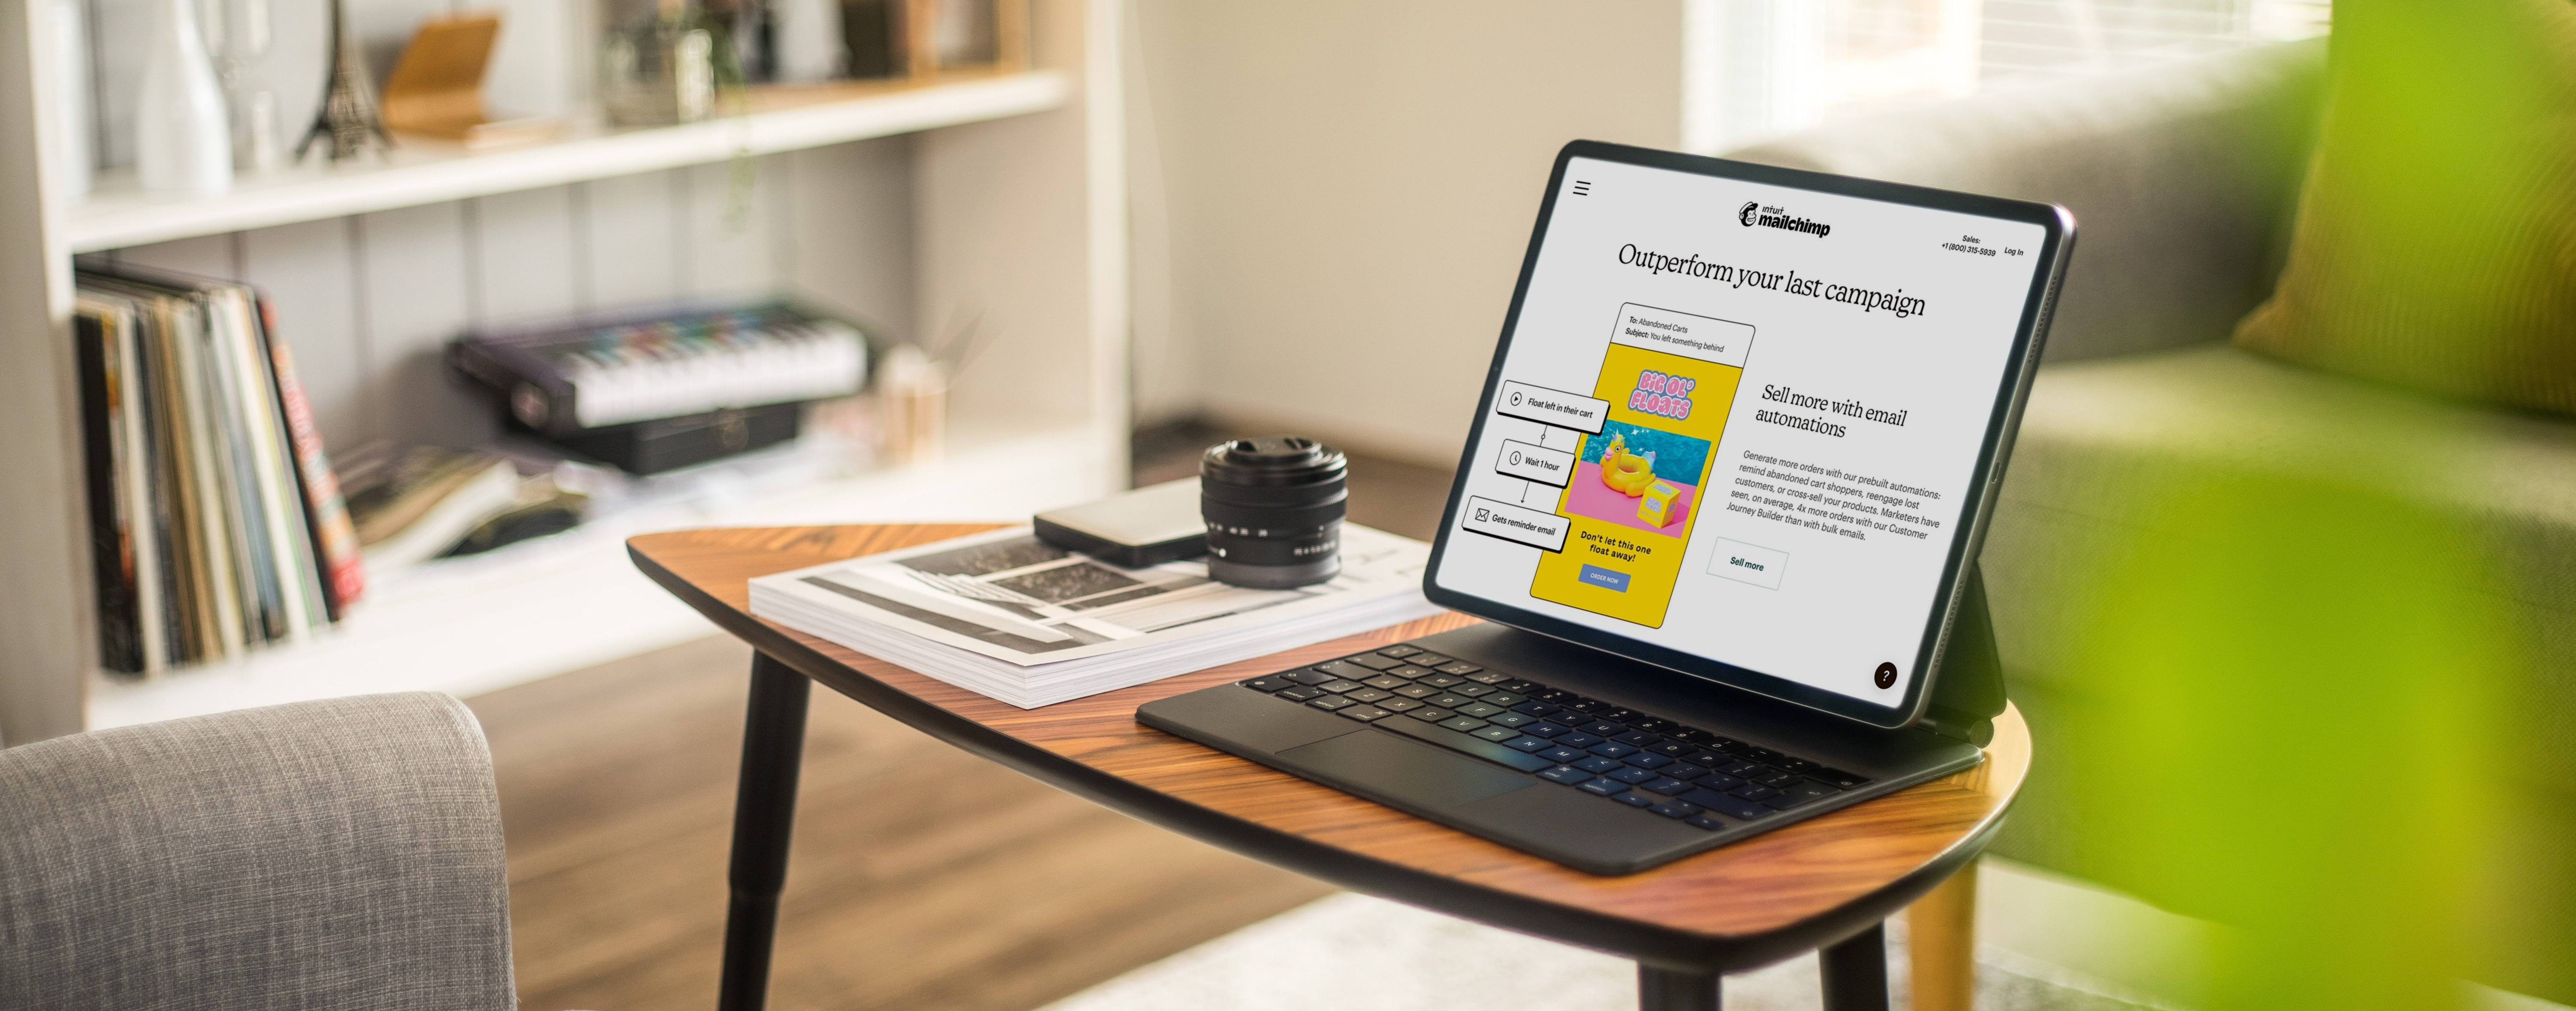 intuit
mailchimp
Sales:
+1 (800) 315-5939
Log In
Outperform your last campaign
To: Abandoned Carts
Subject: You left something behind
BIG OL'
FLOATS
Float left in their cart
Wait 1 hour
Gets reminder email
Don't let this one
float away!
ORDER NOW
Sell more with email
automations
Generate more orders with our prebuilt automations:
remind abandoned cart shoppers, reengage lost
customers, or cross-sell your products. Marketers have
seen, on average, 4x more orders with our Customer
Journey Builder than with bulk emails.
Sell more
?